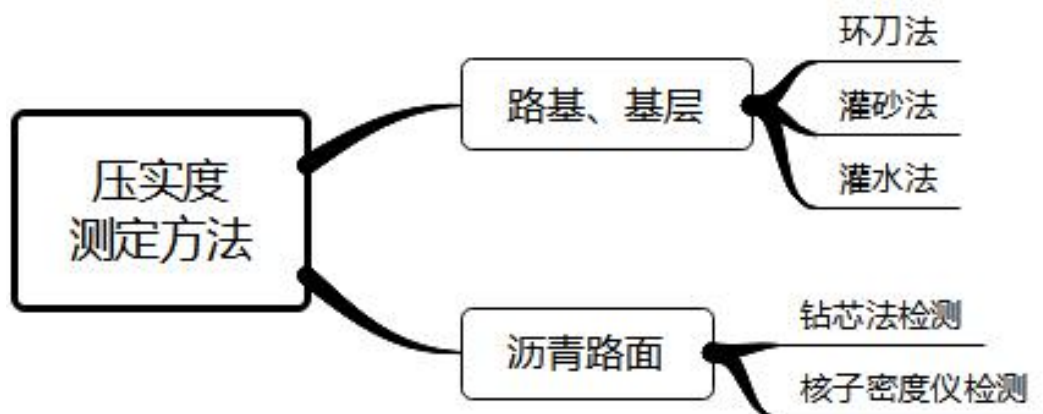 压实度
测定方法
路基、基层
环刀法
灌砂法
灌水法
沥青路面
钻芯法检测
核子密度仪检测